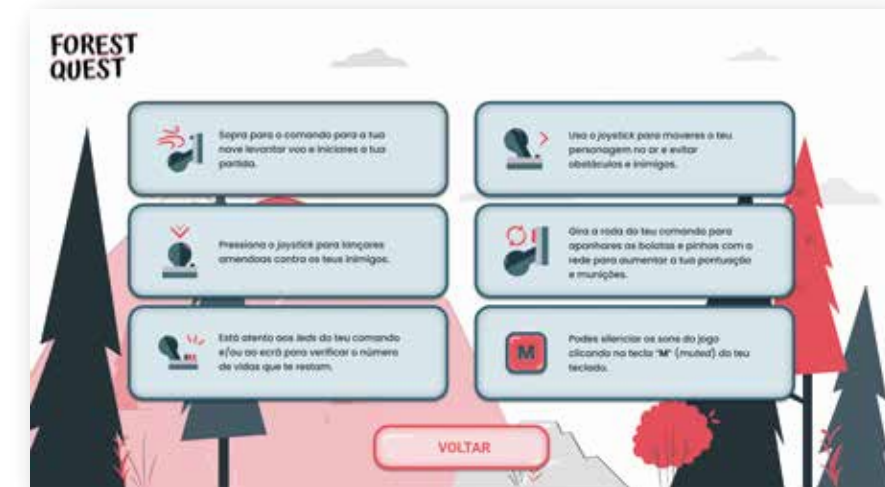 FOREST
QUEST
Sopra para o comando para a tua
nave levantar voo e iniciares a tua
partida.
Usa o joystick para moveres o teu
personagem no ar e evitar
obstáculos e inimigos.
Pressiona o joystick para lançares
amendoas contra os teus inimigos.
Gira a roda do teu comando para
apanhares as bolotas e pinhas com a
rede para aumentar a tua pontuação
e munições.
Está atento aos leds do teu comando
e/ou ao ecrã para verificar o número
de vidas que te restam.
M
Podes silenciar os sons do jogo
clicando na tecla "M" (muted) do teu
teclado.
VOLTAR